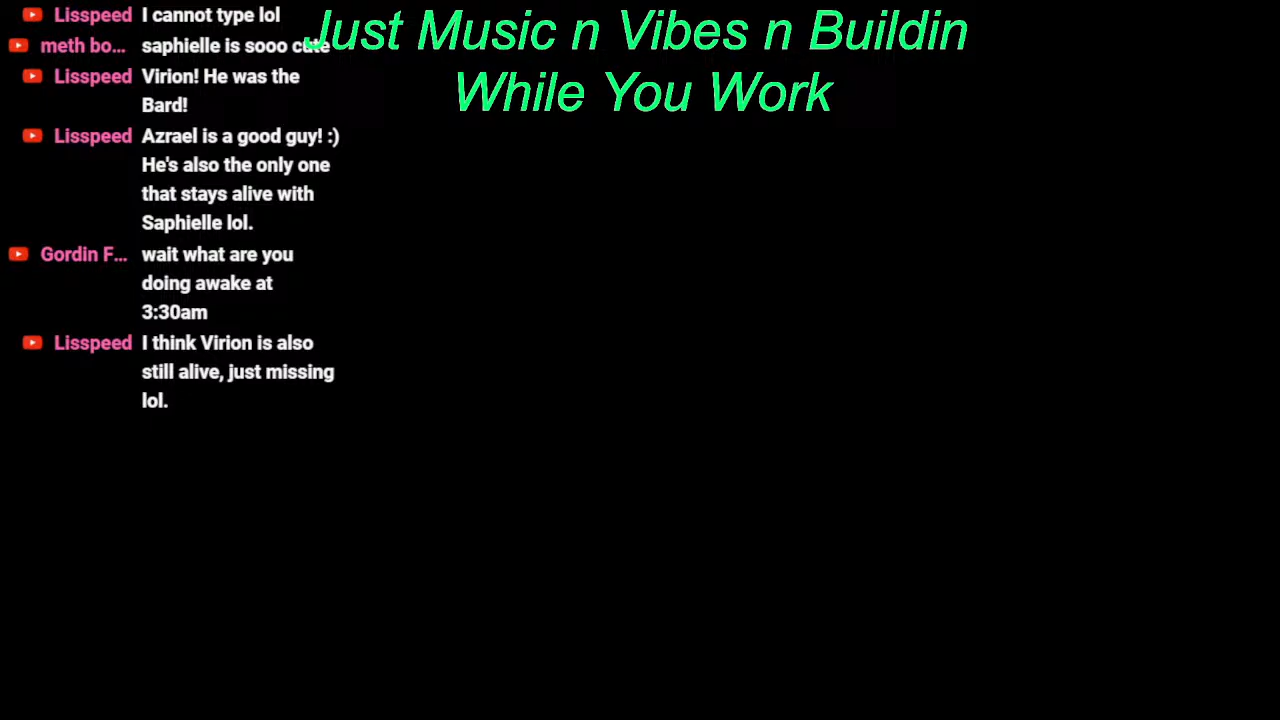 Just Music n Vibes n Buildin
While You Work
Lisspeed I cannot type lol
meth bo... saphielle is sooo cute
Lisspeed Virion! He was the
Bard!
Lisspeed Azrael is a good guy! :)
He's also the only one
that stays alive with
Saphielle lol.
Gordin F... wait what are you
doing awake at
3:30am
Lisspeed I think Virion is also
still alive, just missing
lol.